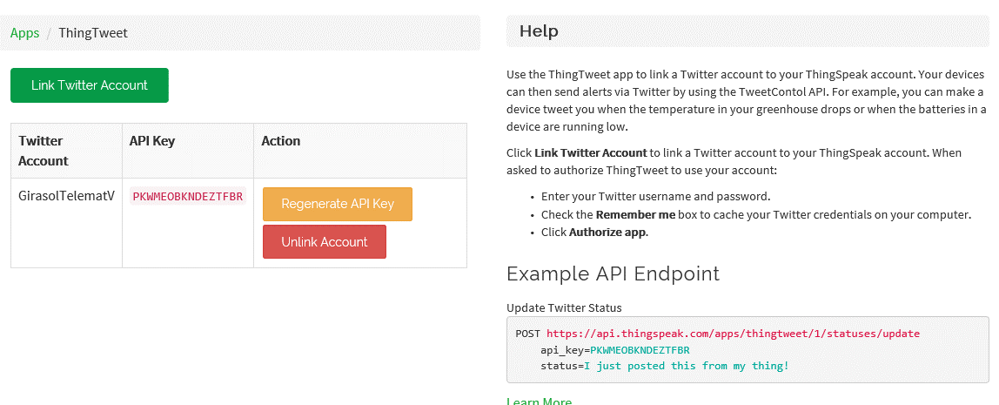 Apps / ThingTweet
Link Twitter Account
Twitter Account
API Key
Action
GirasolTelematV
PKWMEOBKNDEZTFBR
Regenerate API Key
Unlink Account
Help
Use the ThingTweet app to link a Twitter account to your ThingSpeak account. Your devices
can then send alerts via Twitter by using the TweetContol API. For example, you can make a
device tweet you when the temperature in your greenhouse drops or when the batteries in a
device are running low.
Click Link Twitter Account to link a Twitter account to your ThingSpeak account. When
asked to authorize ThingTweet to use your account:
• Enter your Twitter username and password.
• Check the Remember me box to cache your Twitter credentials on your computer.
• Click Authorize app.
Example API Endpoint
Update Twitter Status
POST https://api.thingspeak.com/apps/thingtweet/1/statuses/update
api_key=PKWMEOBKNDEZTFBR
status=I just posted this from my thing!
Learn More